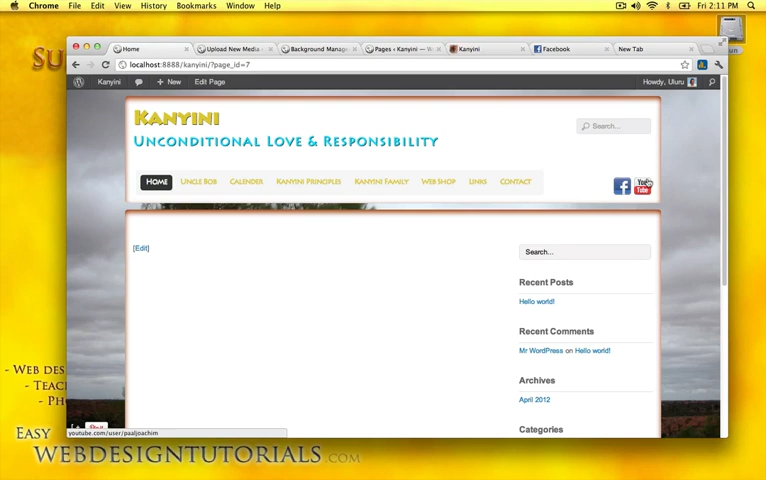 Chrome File Edit View History Bookmarks Window Help Fri 2:11 PM
Home Upload New Media Background Manage Pages ‹ Kanyini — W Kanyini Facebook New Tab
localhost:8888/kanyini/?page_id=7
Kanyini + New Edit Page Howdy, Uluru
Kanyini
Unconditional Love & Responsibility
Search...
Home Uncle Bob Calender Kanyini Principles Kanyini Family Web Shop Links Contact
You
Tube
[Edit]
Search...
Recent Posts
Hello world!
Recent Comments
Mr WordPress on Hello world!
Archives
April 2012
Categories
- Web des
- Teac
- Ph
youtube.com/user/paaljoachim
Easy
webdesigntutorials.com